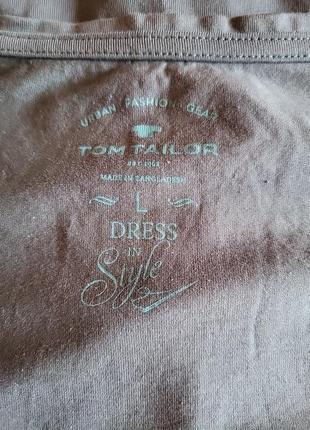 URBAN FASHION GEAR
TOM TAILOR
EST. 1962
MADE IN BANGLADESH
L
DRESS
IN
Style